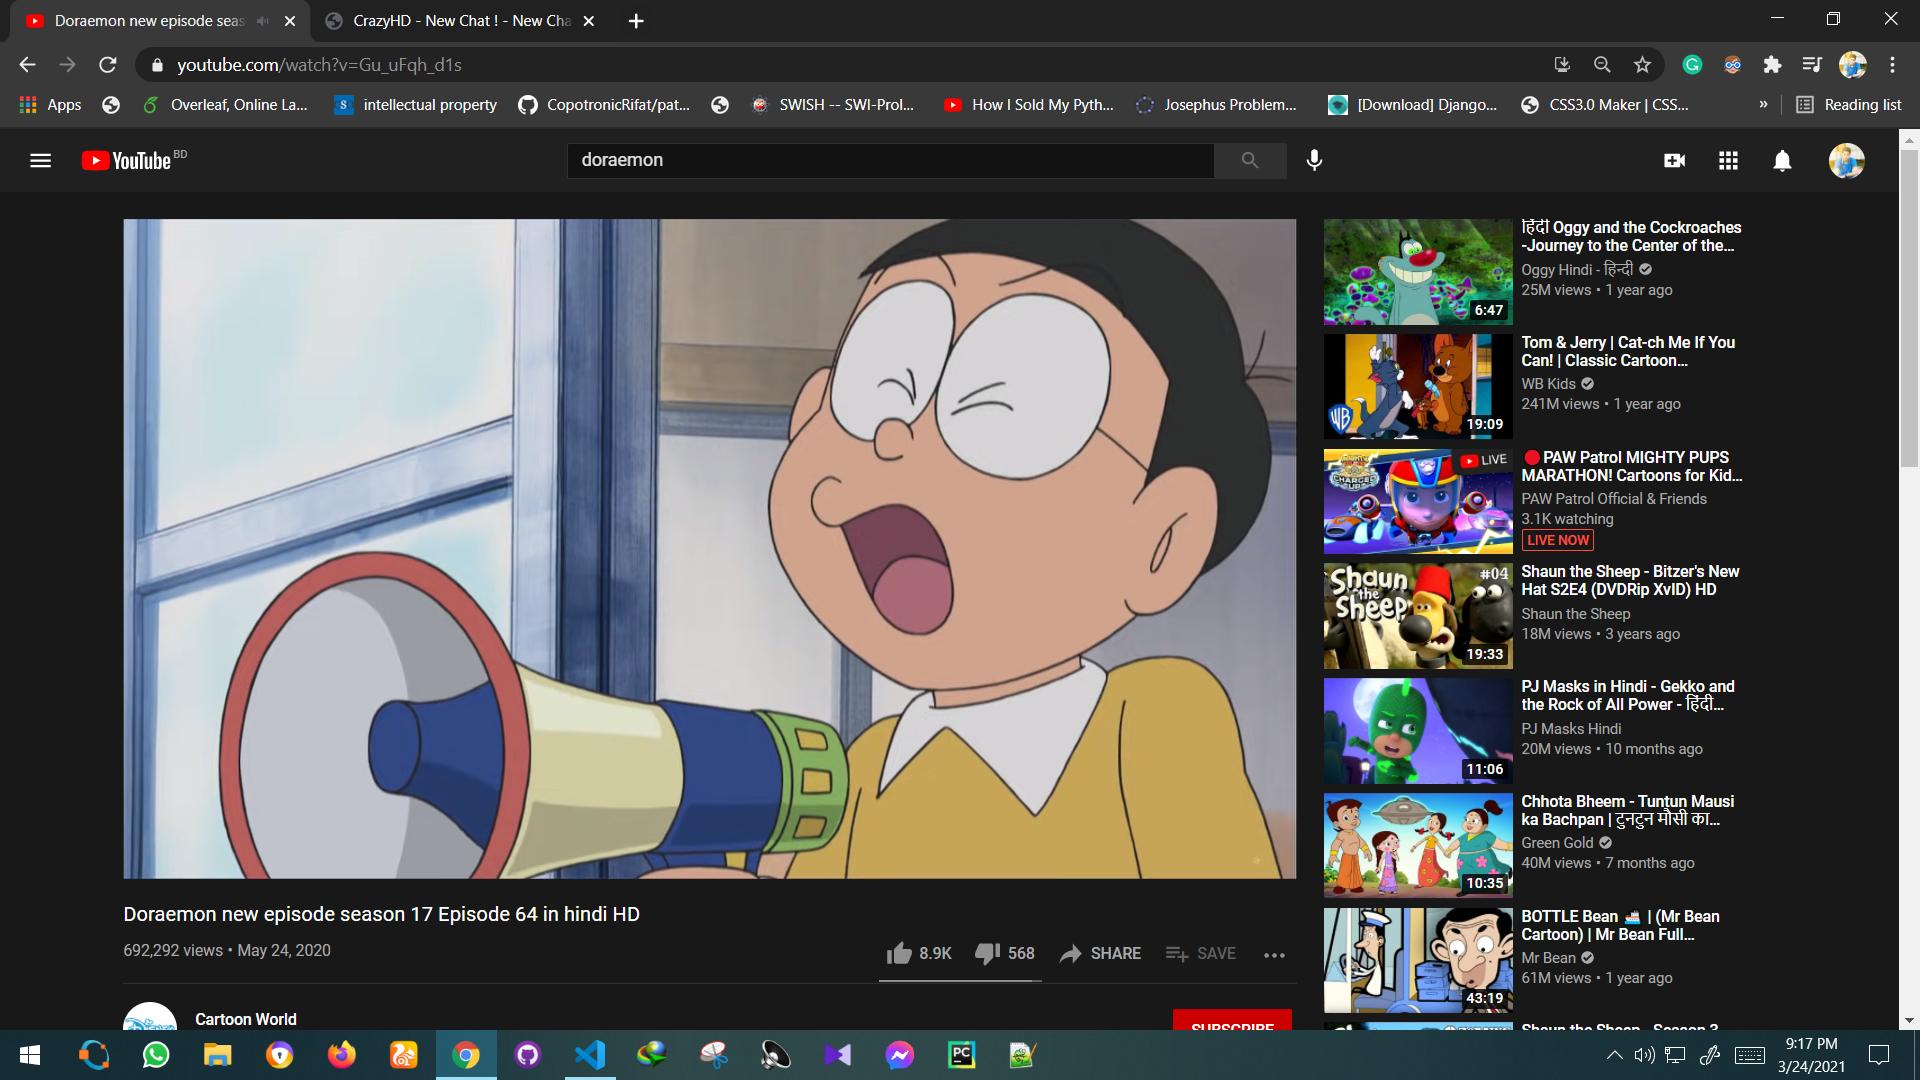 Doraemon new episode seas
CrazyHD - New Chat ! - New Cha
youtube.com/watch?v=Gu_uFqh_d1s
Apps
Overleaf, Online La...
intellectual property
CopotronicRifat/pat...
SWISH -- SWI-Prol...
How I Sold My Pyth...
Josephus Problem...
[Download] Django...
CSS3.0 Maker | CSS...
»
Reading list
YouTube BD
doraemon
हिंदी Oggy and the Cockroaches
-Journey to the Center of the...
Oggy Hindi - हिन्दी
25M views • 1 year ago
6:47
Tom & Jerry | Cat-ch Me If You
Can! | Classic Cartoon...
WB Kids
241M views • 1 year ago
WB
19:09
PAW Patrol MIGHTY PUPS
MARATHON! Cartoons for Kid...
PAW Patrol Official & Friends
3.1K watching
LIVE NOW
LIVE
CHARGED
UP
Shaun the Sheep - Bitzer's New
Hat S2E4 (DVDRip XvID) HD
Shaun the Sheep
18M views • 3 years ago
Shaun
the
Sheep
#04
19:33
PJ Masks in Hindi - Gekko and
the Rock of All Power - हिंदी...
PJ Masks Hindi
20M views • 10 months ago
11:06
Chhota Bheem - Tuntun Mausi
ka Bachpan | टुनटुन मौसी का...
Green Gold
40M views • 7 months ago
10:35
BOTTLE Bean 🚢 | (Mr Bean
Cartoon) | Mr Bean Full...
Mr Bean
61M views • 1 year ago
43:19
Shaun the Sheep - Season 3
Doraemon new episode season 17 Episode 64 in hindi HD
692,292 views • May 24, 2020
8.9K
568
SHARE
SAVE
Cartoon World
SUBSCRIBE
PC
9:17 PM
3/24/2021